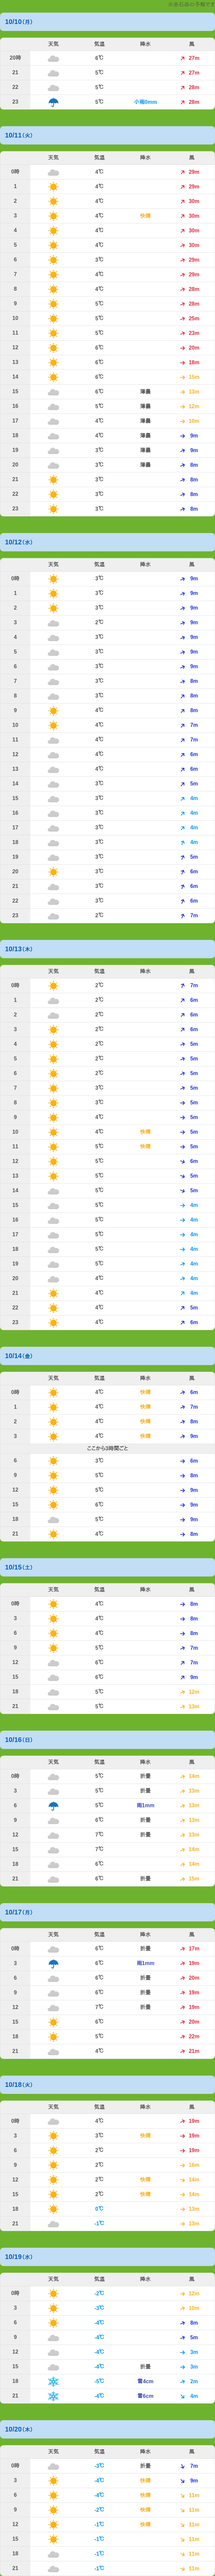 大雪石室の予報です
10/10(月)
天気 気温 降水 風
20時 6℃ 27m
21 5℃ 27m
22 5℃ 28m
23 5℃ 小雨0mm 28m
10/11(火)
天気 気温 降水 風
0時 4℃ 29m
1 4℃ 29m
2 4℃ 30m
3 4℃ 快晴 30m
4 4℃ 30m
5 4℃ 30m
6 3℃ 29m
7 4℃ 29m
8 4℃ 28m
9 5℃ 28m
10 5℃ 25m
11 5℃ 23m
12 6℃ 20m
13 6℃ 18m
14 6℃ 15m
15 6℃ 薄曇 13m
16 5℃ 薄曇 12m
17 4℃ 薄曇 10m
18 4℃ 薄曇 9m
19 3℃ 薄曇 9m
20 3℃ 薄曇 8m
21 3℃ 8m
22 3℃ 8m
23 3℃ 8m
10/12(水)
天気 気温 降水 風
0時 3℃ 9m
1 3℃ 9m
2 3℃ 9m
3 2℃ 9m
4 3℃ 9m
5 3℃ 9m
6 3℃ 9m
7 3℃ 8m
8 3℃ 8m
9 4℃ 8m
10 4℃ 7m
11 4℃ 7m
12 4℃ 6m
13 4℃ 6m
14 3℃ 5m
15 3℃ 4m
16 3℃ 4m
17 3℃ 4m
18 3℃ 4m
19 3℃ 5m
20 3℃ 6m
21 3℃ 6m
22 3℃ 6m
23 2℃ 7m
10/13(木)
天気 気温 降水 風
0時 2℃ 7m
1 2℃ 6m
2 2℃ 6m
3 2℃ 6m
4 2℃ 5m
5 2℃ 5m
6 2℃ 5m
7 3℃ 5m
8 3℃ 5m
9 4℃ 5m
10 4℃ 快晴 5m
11 5℃ 快晴 5m
12 5℃ 6m
13 5℃ 5m
14 5℃ 5m
15 5℃ 4m
16 5℃ 4m
17 5℃ 4m
18 5℃ 4m
19 5℃ 4m
20 4℃ 4m
21 4℃ 4m
22 4℃ 5m
23 4℃ 6m
10/14(金)
天気 気温 降水 風
0時 4℃ 快晴 6m
1 4℃ 快晴 7m
2 4℃ 快晴 8m
3 4℃ 快晴 9m
ここから3時間ごと
6 3℃ 6m
9 5℃ 8m
12 5℃ 9m
15 6℃ 9m
18 5℃ 9m
21 4℃ 8m
10/15(土)
天気 気温 降水 風
0時 4℃ 8m
3 4℃ 8m
6 4℃ 8m
9 5℃ 7m
12 6℃ 7m
15 6℃ 9m
18 5℃ 12m
21 5℃ 13m
10/16(日)
天気 気温 降水 風
0時 5℃ 折曇 14m
3 5℃ 折曇 13m
6 5℃ 雨1mm 13m
9 6℃ 折曇 13m
12 7℃ 折曇 13m
15 7℃ 14m
18 6℃ 14m
21 6℃ 折曇 15m
10/17(月)
天気 気温 降水 風
0時 6℃ 折曇 17m
3 6℃ 雨1mm 19m
6 6℃ 折曇 20m
9 6℃ 折曇 19m
12 7℃ 折曇 19m
15 6℃ 20m
18 5℃ 22m
21 4℃ 21m
10/18(火)
天気 気温 降水 風
0時 4℃ 19m
3 3℃ 快晴 19m
6 2℃ 19m
9 2℃ 16m
12 2℃ 快晴 14m
15 2℃ 快晴 14m
18 0℃ 13m
21 -1℃ 13m
10/19(水)
天気 気温 降水 風
0時 -2℃ 12m
3 -3℃ 10m
6 -4℃ 8m
9 -4℃ 5m
12 -4℃ 3m
15 -4℃ 折曇 3m
18 -5℃ 雪4cm 2m
21 -4℃ 雪6cm 4m
10/20(木)
天気 気温 降水 風
0時 -3℃ 折曇 7m
3 -4℃ 快晴 9m
6 -4℃ 快晴 11m
9 -2℃ 快晴 11m
12 -1℃ 快晴 11m
15 -1℃ 11m
18 -1℃ 11m
21 -1℃ 11m